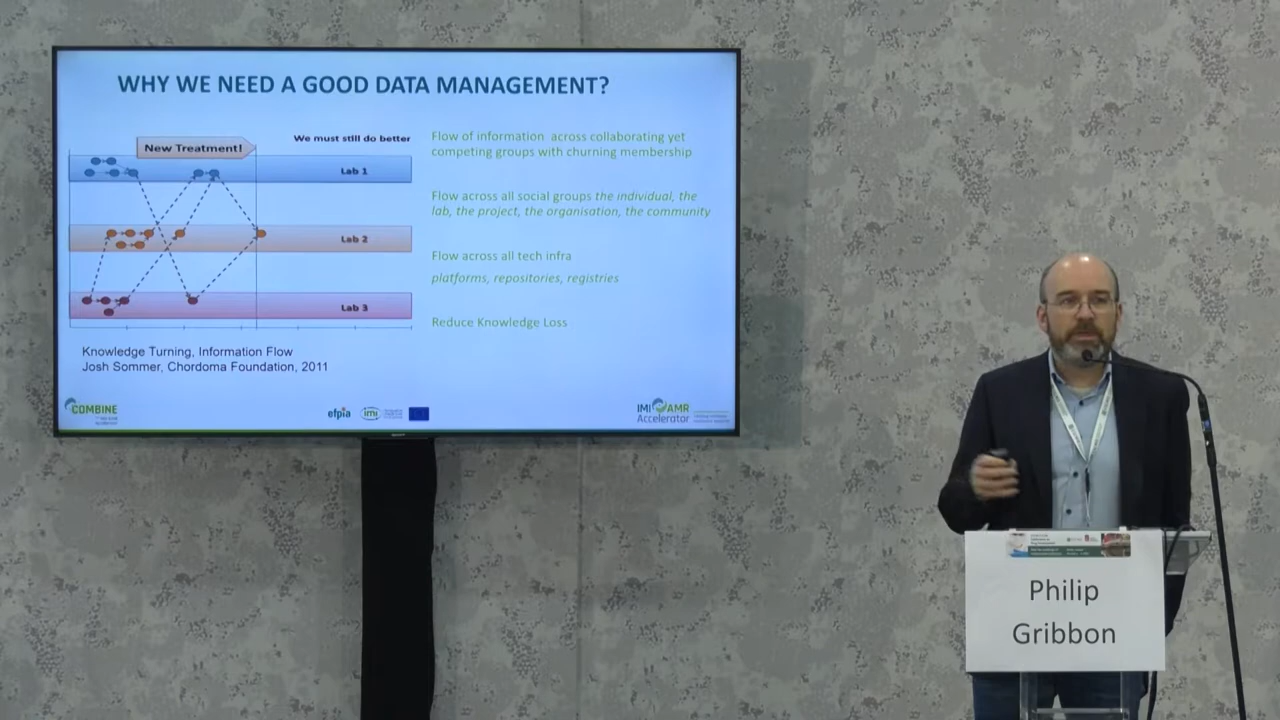 WHY WE NEED A GOOD DATA MANAGEMENT?
New Treatment!
We must still do better
Lab 1
Lab 2
Lab 3
Knowledge Turning, Information Flow
Josh Sommer, Chordoma Foundation, 2011
Flow of information across collaborating yet
competing groups with churning membership
Flow across all social groups the individual, the
lab, the project, the organisation, the community
Flow across all tech infra
platforms, repositories, registries
Reduce Knowledge Loss
COMBINE
efpia
imi
IMI AMR
Accelerator
Philip
Gribbon